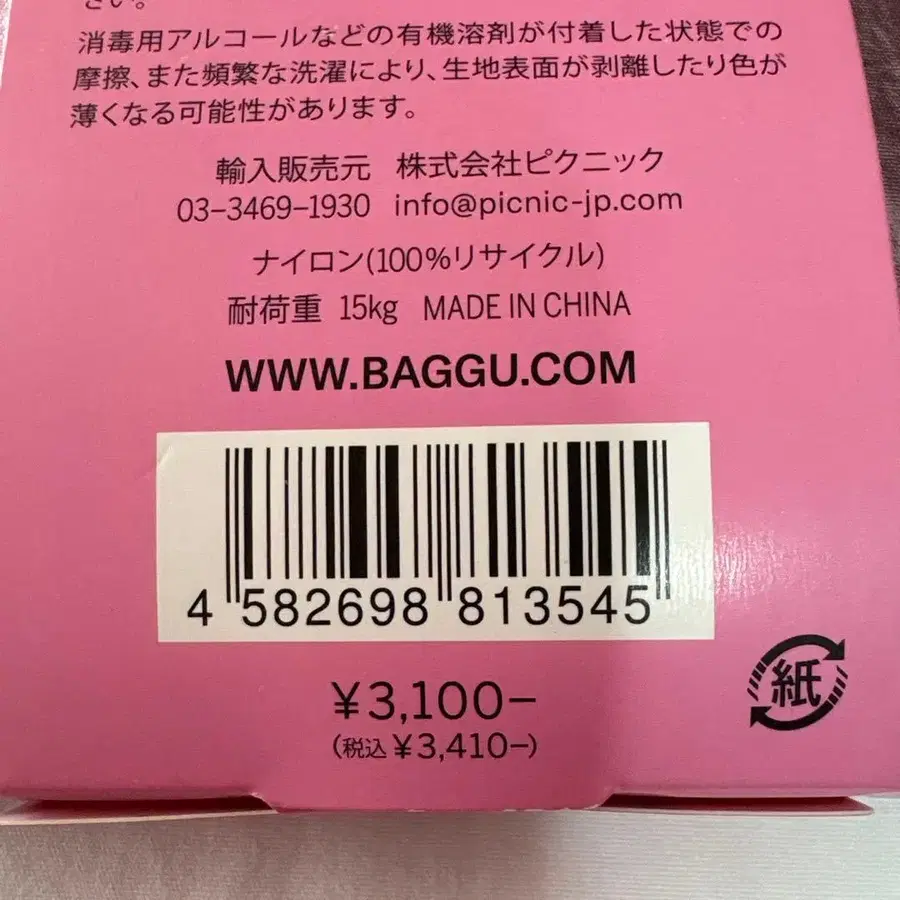 さい。
消毒用アルコールなどの有機溶剤が付着した状態での
摩擦、また頻繁な洗濯により、生地表面が剥離したり色が
薄くなる可能性があります。
輸入販売元 株式会社ピクニック
03-3469-1930 info@picnic-jp.com
ナイロン(100%リサイクル)
耐荷重 15kg MADE IN CHINA
WWW.BAGGU.COM
4 582698 813545
紙
¥3,100-
(税込 ¥3,410-)